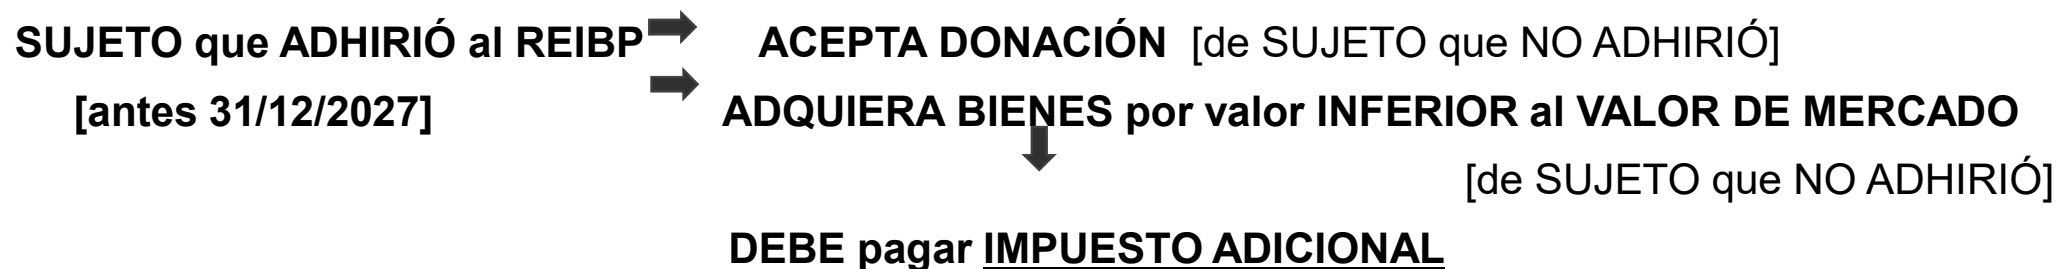 SUJETO que ADHIRIÓ al REIBP ACEPTA DONACIÓN [de SUJETO que NO ADHIRIÓ]
[antes 31/12/2027] ADQUIERA BIENES por valor INFERIOR al VALOR DE MERCADO
[de SUJETO que NO ADHIRIÓ]
DEBE pagar IMPUESTO ADICIONAL